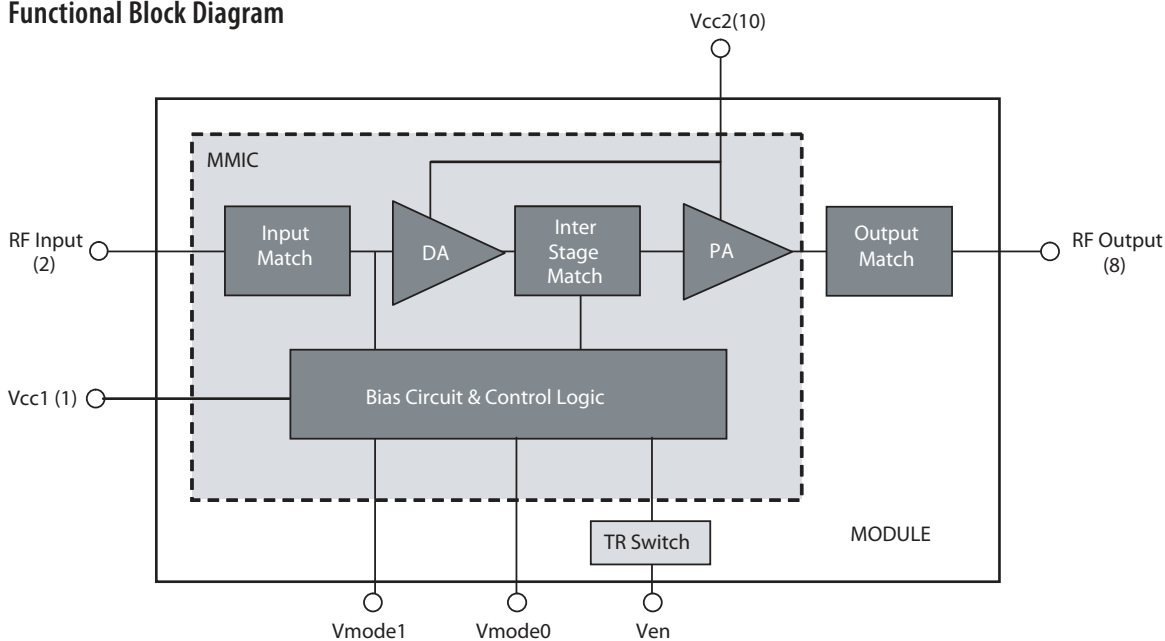 Functional Block Diagram
Vcc2(10)
MMIC
RF Input
(2)
Input
Match
DA
Inter
Stage
Match
PA
Output
Match
RF Output
(8)
Vcc1 (1)
Bias Circuit & Control Logic
TR Switch
MODULE
Vmode1
Vmode0
Ven